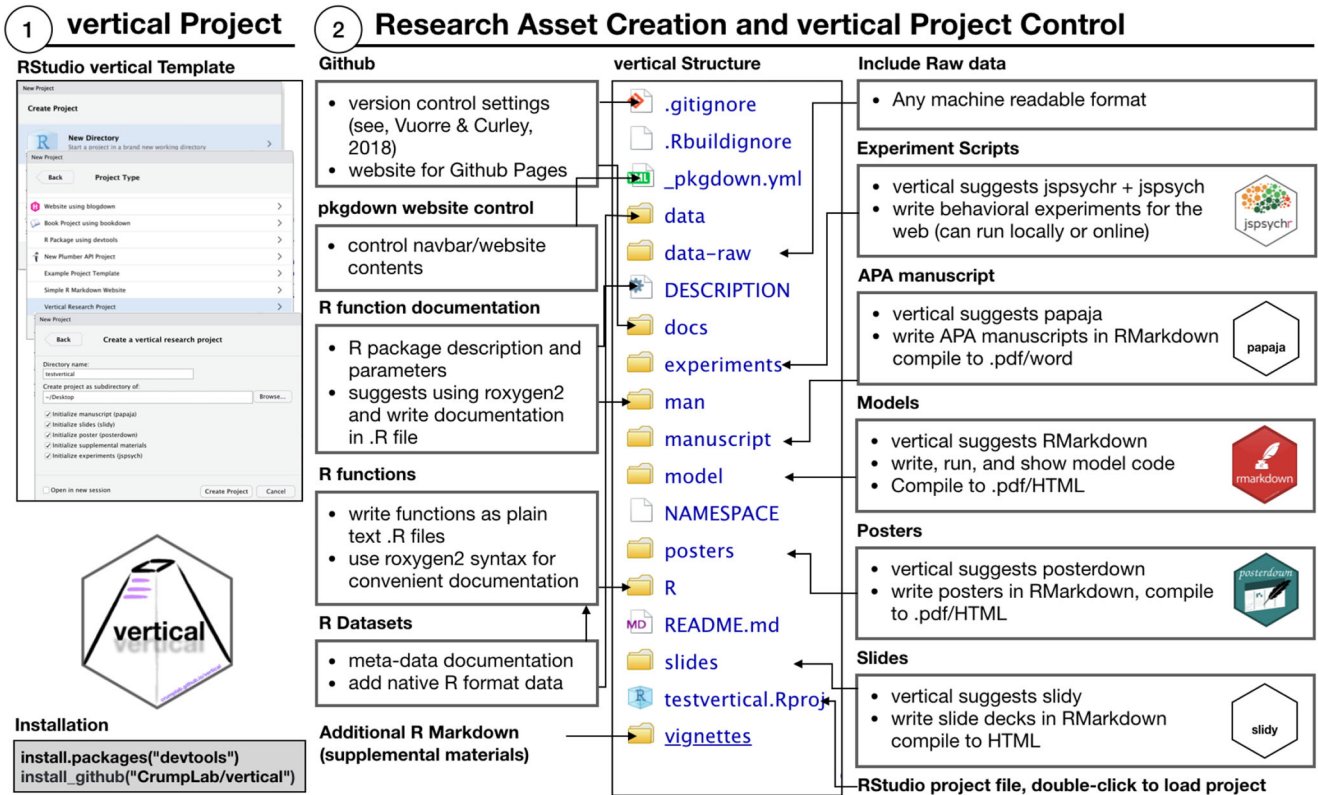 1 vertical Project
RStudio vertical Template
New Project
Create Project
R
New Directory
Start a project in a brand new working directory
New Project
Back
Project Type
Website using blogdown
Book Project using bookdown
R Package using devtools
New Plumber API Project
Example Project Template
Simple R Markdown Website
Vertical Research Project
New Project
Back
Create a vertical research project
Directory name:
testvertical
Create project as subdirectory of:
~/Desktop
Browse...
Initialize manuscript (papaja)
Initialize slides (slidy)
Initialize poster (posterdown)
Initialize supplemental materials
Initialize experiments (jspsych)
Open in new session
Create Project
Cancel
vertical
crumplab.github.io/vertical
Installation
install.packages("devtools")
install_github("CrumpLab/vertical")
2 Research Asset Creation and vertical Project Control
Github
• version control settings
(see, Vuorre & Curley,
2018)
• website for Github Pages
pkgdown website control
• control navbar/website
contents
R function documentation
• R package description and
parameters
• suggests using roxygen2
and write documentation
in .R file
R functions
• write functions as plain
text .R files
• use roxygen2 syntax for
convenient documentation
R Datasets
• meta-data documentation
• add native R format data
Additional R Markdown
(supplemental materials)
vertical Structure
.gitignore
.Rbuildignore
_pkgdown.yml
data
data-raw
DESCRIPTION
docs
experiments
man
manuscript
model
NAMESPACE
posters
R
MD README.md
slides
R testvertical.Rproj
vignettes
Include Raw data
• Any machine readable format
Experiment Scripts
• vertical suggests jspsychr + jspsych
• write behavioral experiments for the
web (can run locally or online)
jspsychr
APA manuscript
• vertical suggests papaja
• write APA manuscripts in RMarkdown
compile to .pdf/word
papaja
Models
• vertical suggests RMarkdown
• write, run, and show model code
• Compile to .pdf/HTML
rmarkdown
Posters
• vertical suggests posterdown
• write posters in RMarkdown, compile
to .pdf/HTML
posterdown
Slides
• vertical suggests slidy
• write slide decks in RMarkdown
compile to HTML
slidy
RStudio project file, double-click to load project